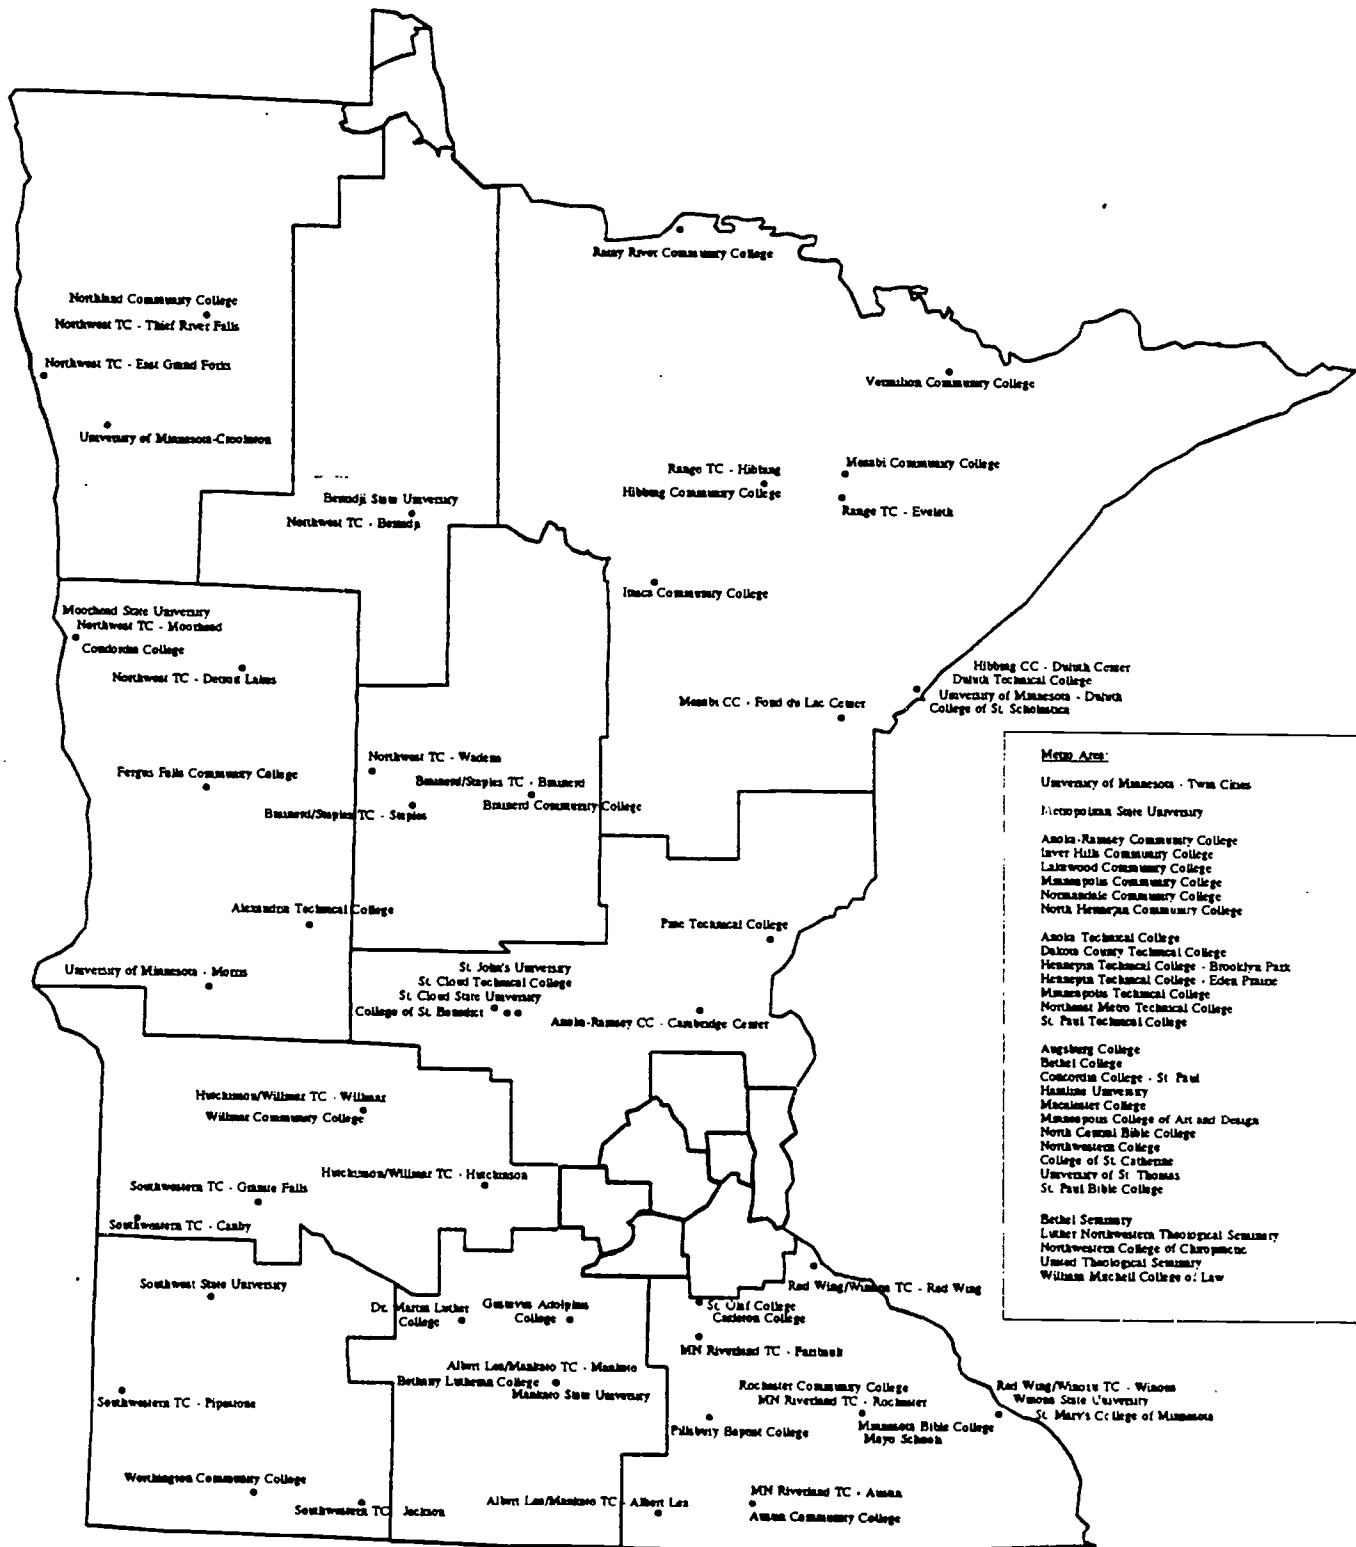 Rainy River Community College
Northland Community College
Northwest TC - Thief River Falls
Northwest TC - East Grand Forks
Vermilion Community College
University of Minnesota-Crookston
Range TC - Hibbing
Hibbing Community College
Mesabi Community College
Range TC - Eveleth
Bemidji State University
Northwest TC - Bemidji
Itasca Community College
Moorhead State University
Northwest TC - Moorhead
Concordia College
Northwest TC - Detroit Lakes
Hibbing CC - Duluth Center
Duluth Technical College
University of Minnesota - Duluth
College of St. Scholastica
Mesabi CC - Fond du Lac Center
Northwest TC - Wadena
Fergus Falls Community College
Brainerd/Staples TC - Brainerd
Brainerd Community College
Brainerd/Staples TC - Staples
Alexandria Technical College
Pine Technical College
University of Minnesota - Morris
St. John's University
St. Cloud Technical College
St. Cloud State University
College of St. Benedict
Anoka-Ramsey CC - Cambridge Center
Hutchinson/Willmar TC - Willmar
Willmar Community College
Hutchinson/Willmar TC - Hutchinson
Southwestern TC - Granite Falls
Southwestern TC - Canby
Southwest State University
Dr. Martin Luther
College
Gustavus Adolphus
College
Red Wing/Winona TC - Red Wing
St. Olaf College
Carleton College
MN Riverland TC - Faribault
Albert Lea/Mankato TC - Mankato
Bethany Lutheran College
Mankato State University
Southwestern TC - Pipestone
Rochester Community College
MN Riverland TC - Rochester
Minnesota Bible College
Mayo Schools
Pillsbury Baptist College
Red Wing/Winona TC - Winona
Winona State University
St. Mary's College of Minnesota
Worthington Community College
Southwestern TC - Jackson
Albert Lea/Mankato TC - Albert Lea
MN Riverland TC - Austin
Austin Community College
Metro Area:
University of Minnesota - Twin Cities
Metropolitan State University
Anoka-Ramsey Community College
Inver Hills Community College
Lakewood Community College
Minneapolis Community College
Normandale Community College
North Hennepin Community College
Anoka Technical College
Dakota County Technical College
Hennepin Technical College - Brooklyn Park
Hennepin Technical College - Eden Prairie
Minneapolis Technical College
Northeast Metro Technical College
St. Paul Technical College
Augsburg College
Bethel College
Concordia College - St. Paul
Hamline University
Macalester College
Minneapolis College of Art and Design
North Central Bible College
Northwestern College
College of St. Catherine
University of St. Thomas
St. Paul Bible College
Bethel Seminary
Luther Northwestern Theological Seminary
Northwestern College of Chiropractic
United Theological Seminary
William Mitchell College of Law